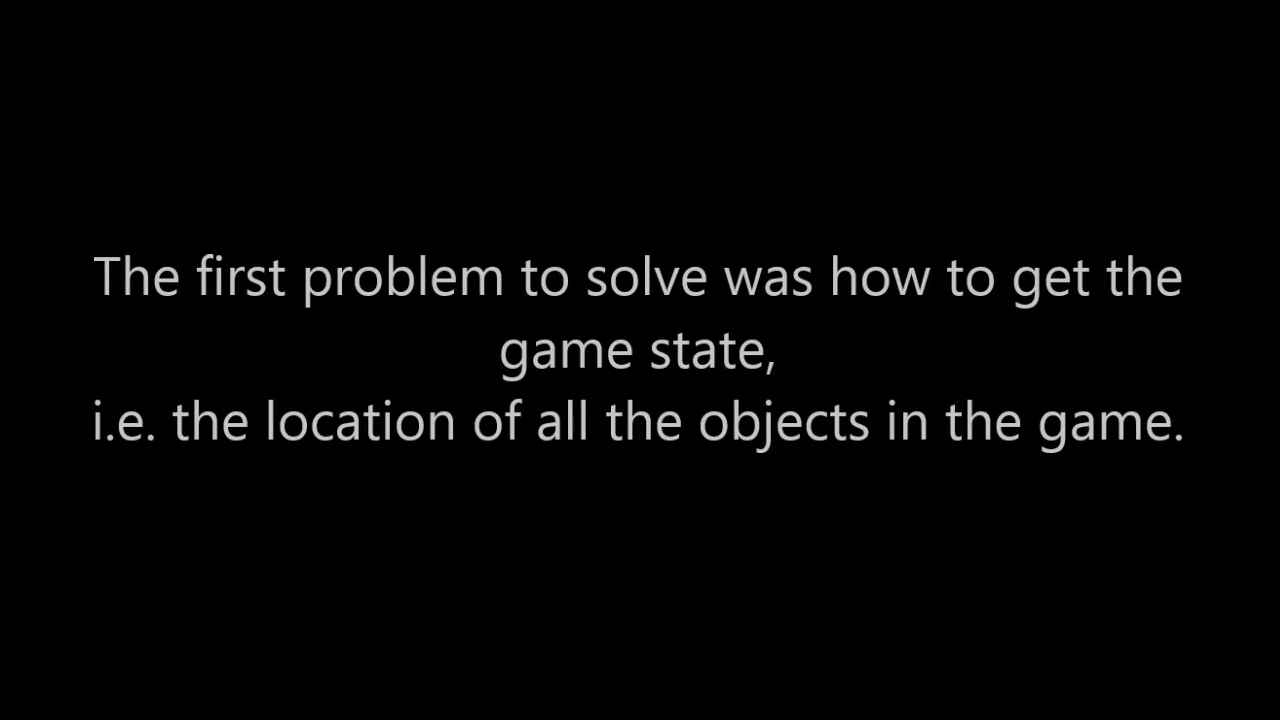 The first problem to solve was how to get the
game state,
i.e. the location of all the objects in the game.